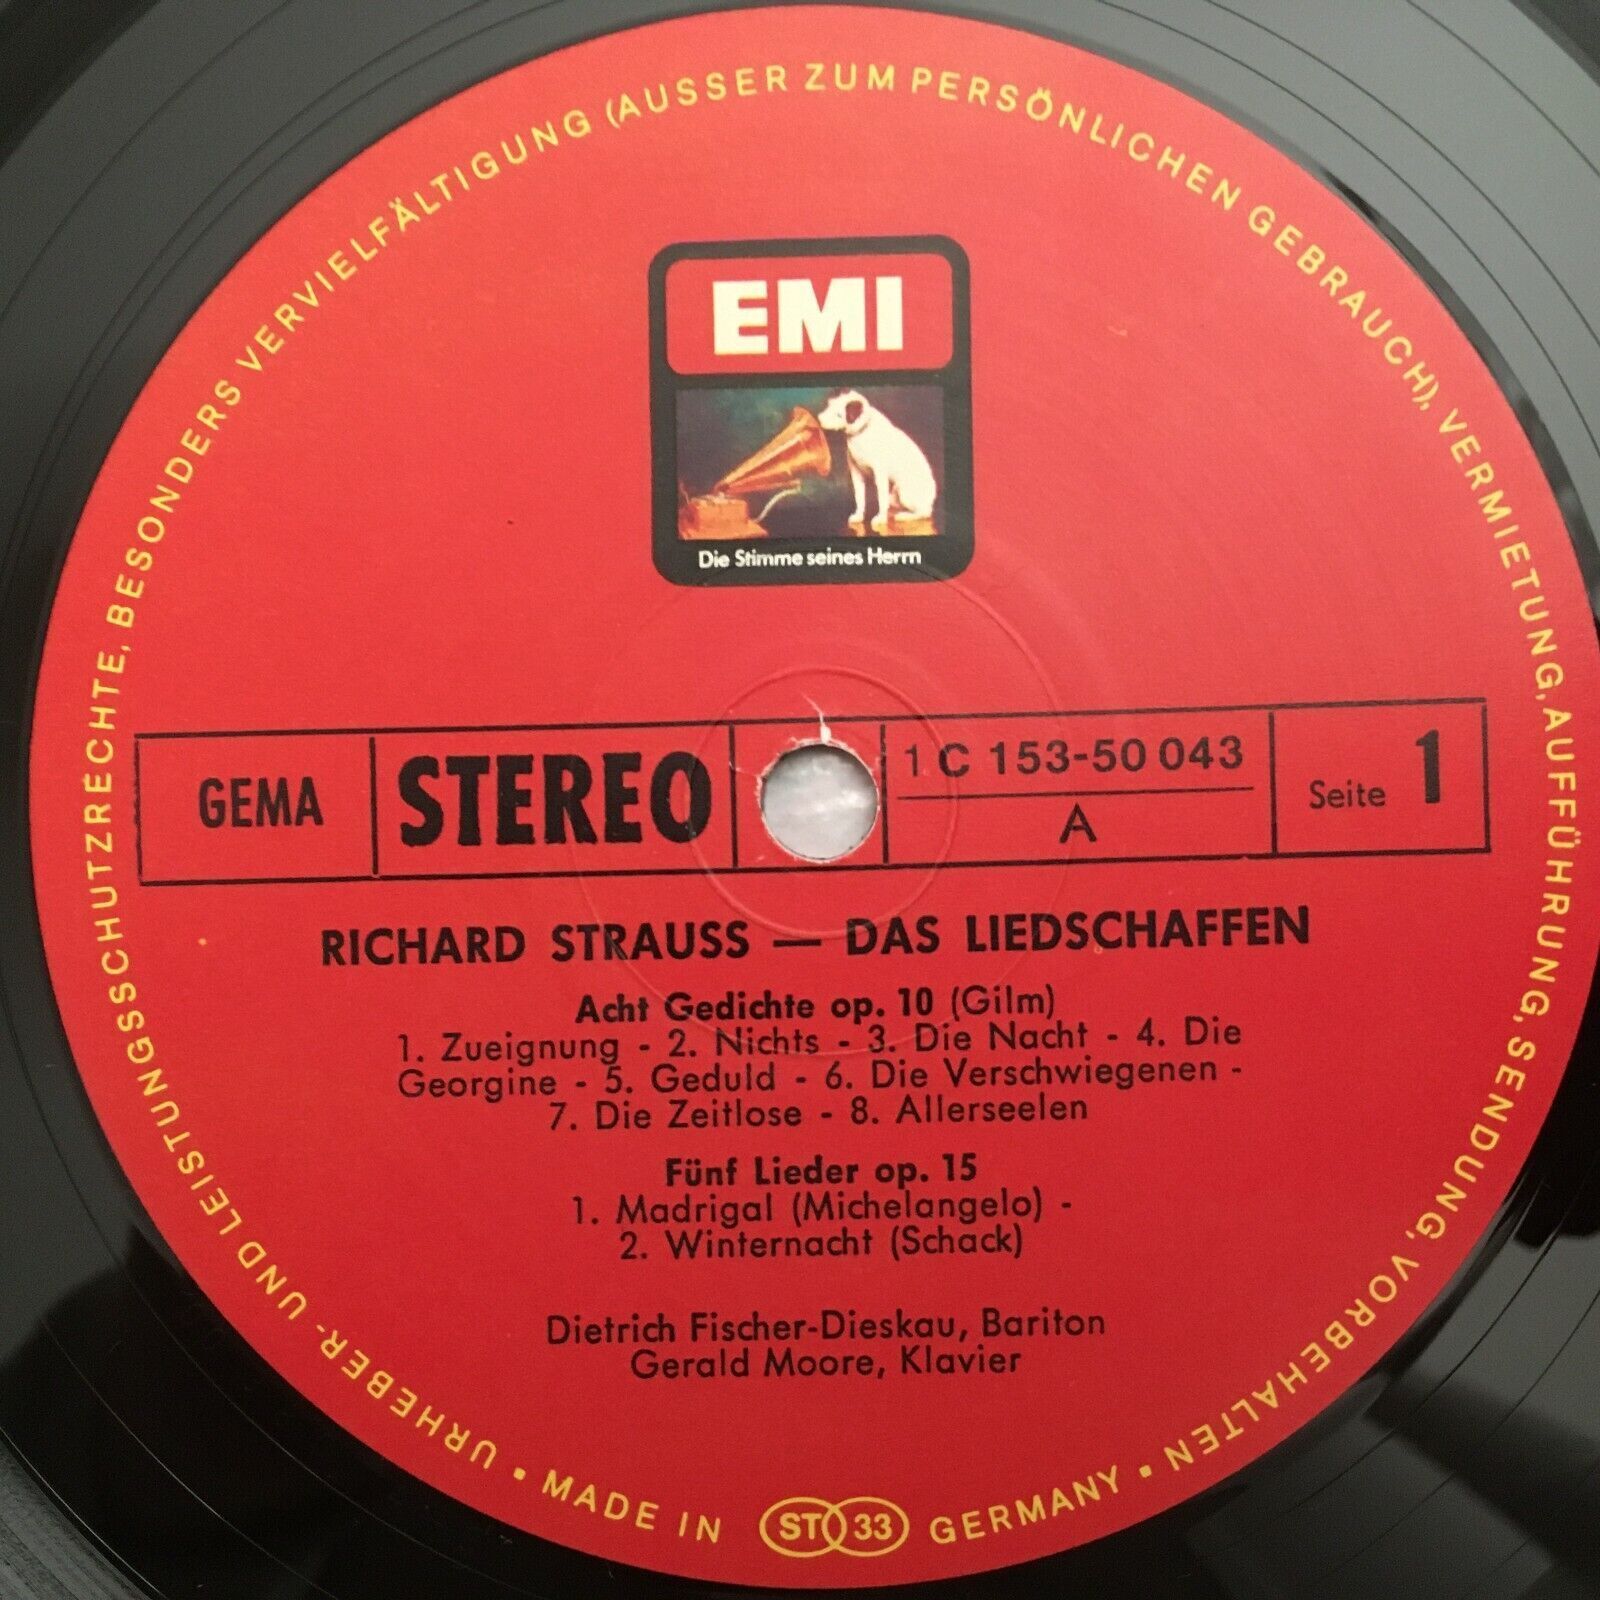 EMI
Die Stimme seines Herrn
GEMA
STEREO
1 C 153-50 043
A
Seite 1
RICHARD STRAUSS — DAS LIEDSCHAFFEN
Acht Gedichte op. 10 (Gilm)
1. Zueignung - 2. Nichts - 3. Die Nacht - 4. Die
Georgine - 5. Geduld - 6. Die Verschwiegenen -
7. Die Zeitlose - 8. Allerseelen
Fünf Lieder op. 15
1. Madrigal (Michelangelo) -
2. Winternacht (Schack)
Dietrich Fischer-Dieskau, Bariton
Gerald Moore, Klavier
URHEBER- UND LEISTUNGSSCHUTZRECHTE, BESONDERS VERVIELFÄLTIGUNG (AUSSER ZUM PERSÖNLICHEN GEBRAUCH), VERMIETUNG, AUFFÜHRUNG, SENDUNG, VORBEHALTEN
• MADE IN ST 33 GERMANY •